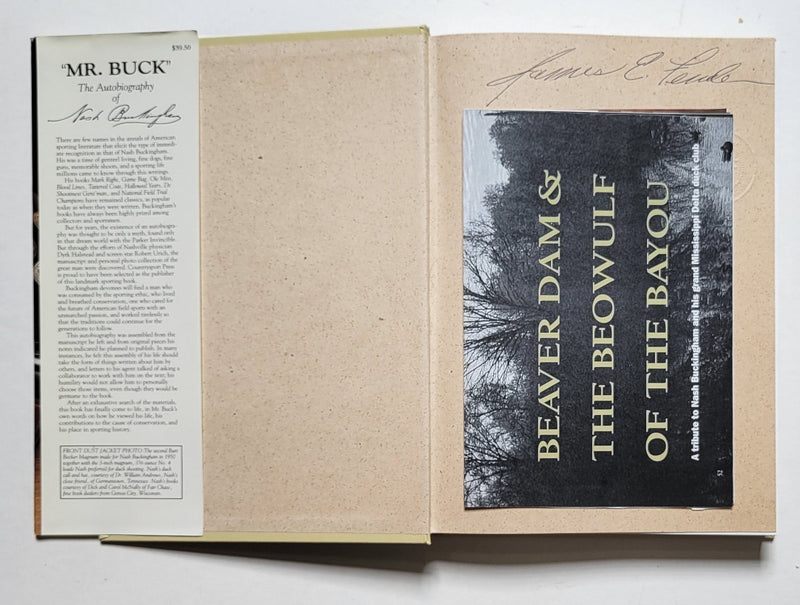 $39.50
"MR. BUCK"
The Autobiography
of
Nash Buckingham
There are few names in the annals of American
sporting literature that elicit the type of immedi-
ate recognition as that of Nash Buckingham.
His was a time of genteel living, fine dogs, fine
guns, memorable shoots, and a sporting life
millions came to know through his writings.
His books Mark Right, Game Bag, Ole Miss,
Blood Lines, Tattered Coat, Hallowed Years, De
Shootinest Gent'man, and National Field Trial
Champions have remained classics, as popular
today as when they were written. Buckingham's
books have always been highly prized among
collectors and sportsmen.
But for years, the existence of an autobiogra-
phy was thought to be only a myth, found only
in that dream world with the Parker Invincible.
But through the efforts of Nashville physician
Dyrk Halstead and screen star Robert Urich, the
manuscript and personal photo collection of the
great man were discovered. Countrysport Press
is proud to have been selected as the publisher
of this landmark sporting book.
Buckingham devotees will find a man who
was consumed by the sporting ethic, who lived
and breathed conservation, one who cared for
the future of American field sports with an
unmatched passion, and worked tirelessly so
that the traditions could continue for the
generations to follow.
This autobiography was assembled from the
manuscript he left and from original pieces his
notes indicated he planned to publish. In many
instances, he felt this assembly of his life should
take the form of things written about him by
others, and letters to his agent talked of asking a
collaborator to work with him on the text; his
humility would not allow him to personally
choose those items, even though they would be
germane to the book.
After an exhaustive search of the materials,
this book has finally come to life, in Mr. Buck's
own words on how he viewed his life, his
contributions to the cause of conservation, and
his place in sporting history.
FRONT DUST JACKET PHOTO: The second Burt
Becker Magnum made for Nash Buckingham in 1950
together with the 3-inch magnum, 1⅜-ounce No. 4
loads Nash preferred for duck shooting. Nash's duck
call and hat, courtesy of Dr. William Andrews, Nash's
close friend, of Germantown, Tennessee. Nash's books
courtesy of Dick and Carol McNally of Fair Chase,
fine book dealers from Genoa City, Wisconsin.
James E.
BEAVER DAM &
THE BEOWULF
OF THE BAYOU
A tribute to Nash Buckingham and his grand Mississippi Delta duck club
52